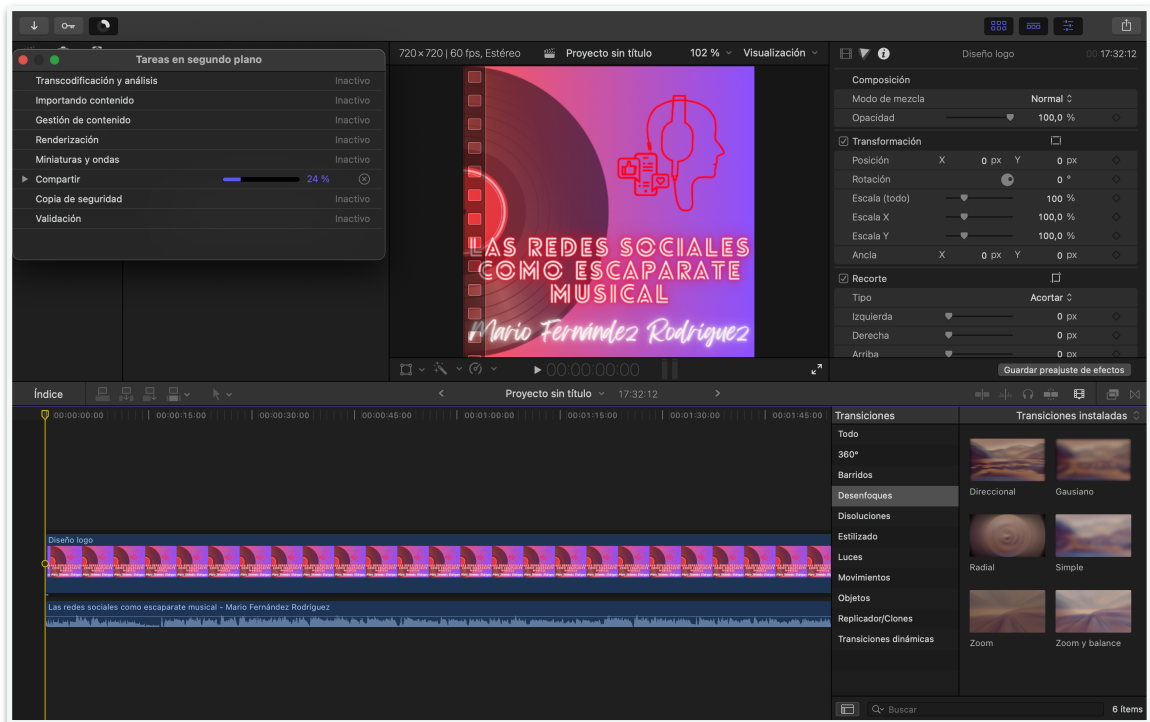 Tareas en segundo plano
Transcodificación y análisis Inactivo
Importando contenido Inactivo
Gestión de contenido Inactivo
Renderización Inactivo
Miniaturas y ondas Inactivo
Compartir 24 %
Copia de seguridad Inactivo
Validación Inactivo
720 × 720 | 60 fps, Estéreo Proyecto sin título 102 % Visualización
LAS REDES SOCIALES
COMO ESCAPARATE
MUSICAL
Mario Fernández Rodríguez
00:00:00:00
Diseño logo 00:17:32:12
Composición
Modo de mezcla Normal
Opacidad 100,0 %
Transformación
Posición X 0 px Y 0 px
Rotación 0 °
Escala (todo) 100 %
Escala X 100,0 %
Escala Y 100,0 %
Ancla X 0 px Y 0 px
Recorte
Tipo Acortar
Izquierda 0 px
Derecha 0 px
Arriba 0 px
Guardar preajuste de efectos
Índice Proyecto sin título 17:32:12
00:00:00:00 00:00:15:00 00:00:30:00 00:00:45:00 00:01:00:00 00:01:15:00 00:01:30:00 00:01:45:00
Diseño logo
Las redes sociales como escaparate musical - Mario Fernández Rodríguez
Transiciones Transiciones instaladas
Todo
360°
Barridos
Desenfoques
Disoluciones
Estilizado
Luces
Movimientos
Objetos
Replicador/Clones
Transiciones dinámicas
Direccional Gausiano
Radial Simple
Zoom Zoom y balance
Buscar 6 ítems